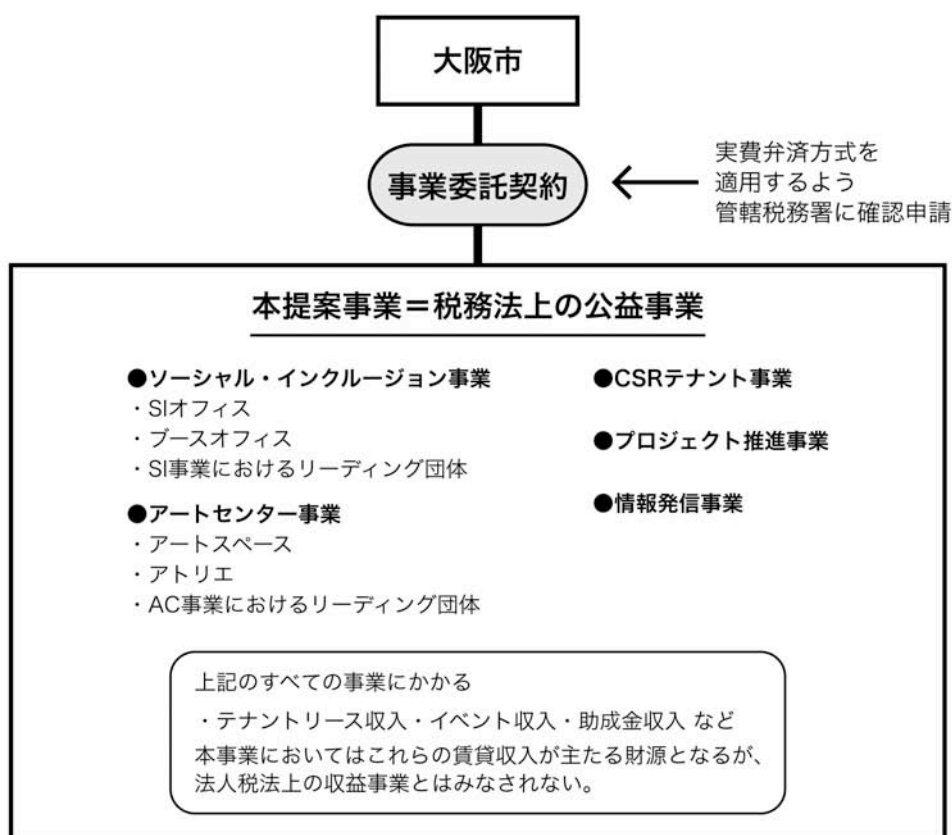 大阪市
事業委託契約
実費弁済方式を
適用するよう
管轄税務署に確認申請
本提案事業＝税務法上の公益事業
●ソーシャル・インクルージョン事業
・SIオフィス
・ブースオフィス
・SI事業におけるリーディング団体
●アートセンター事業
・アートスペース
・アトリエ
・AC事業におけるリーディング団体
●CSRテナント事業
●プロジェクト推進事業
●情報発信事業
上記のすべての事業にかかる
・テナントリース収入・イベント収入・助成金収入 など
本事業においてはこれらの賃貸収入が主たる財源となるが、
法人税法上の収益事業とはみなされない。